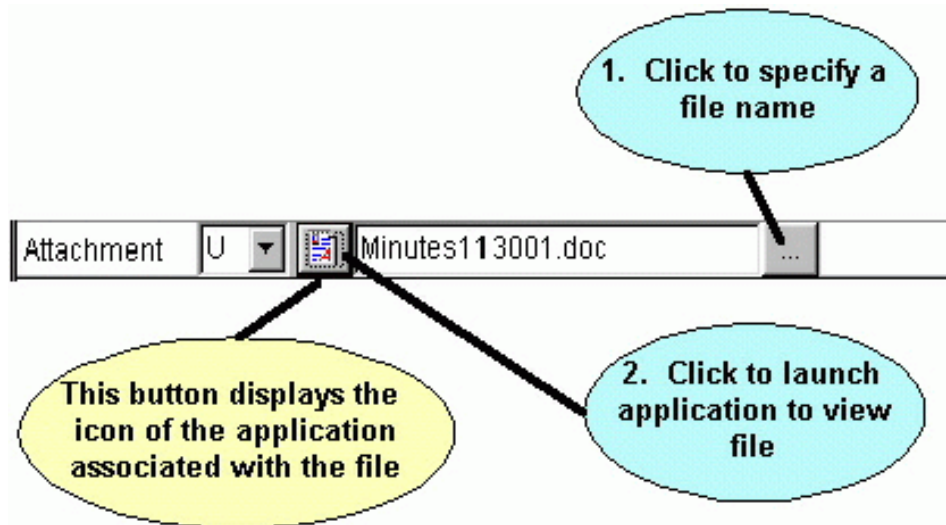 1. Click to specify a
file name
Attachment U Minutes113001.doc ...
This button displays the
icon of the application
associated with the file
2. Click to launch
application to view
file